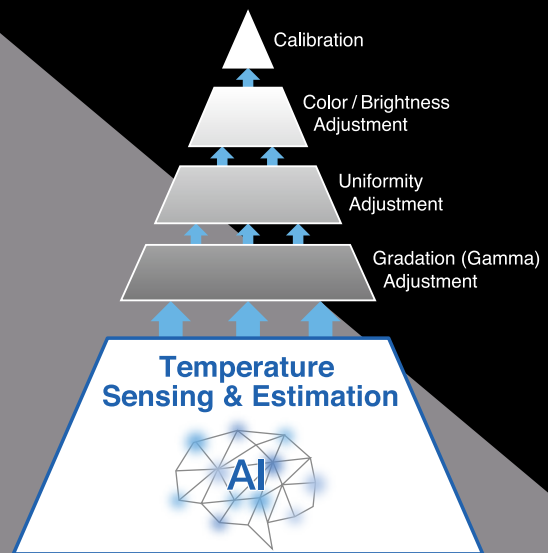 Calibration
Color / Brightness
Adjustment
Uniformity
Adjustment
Gradation (Gamma)
Adjustment
Temperature
Sensing & Estimation
AI